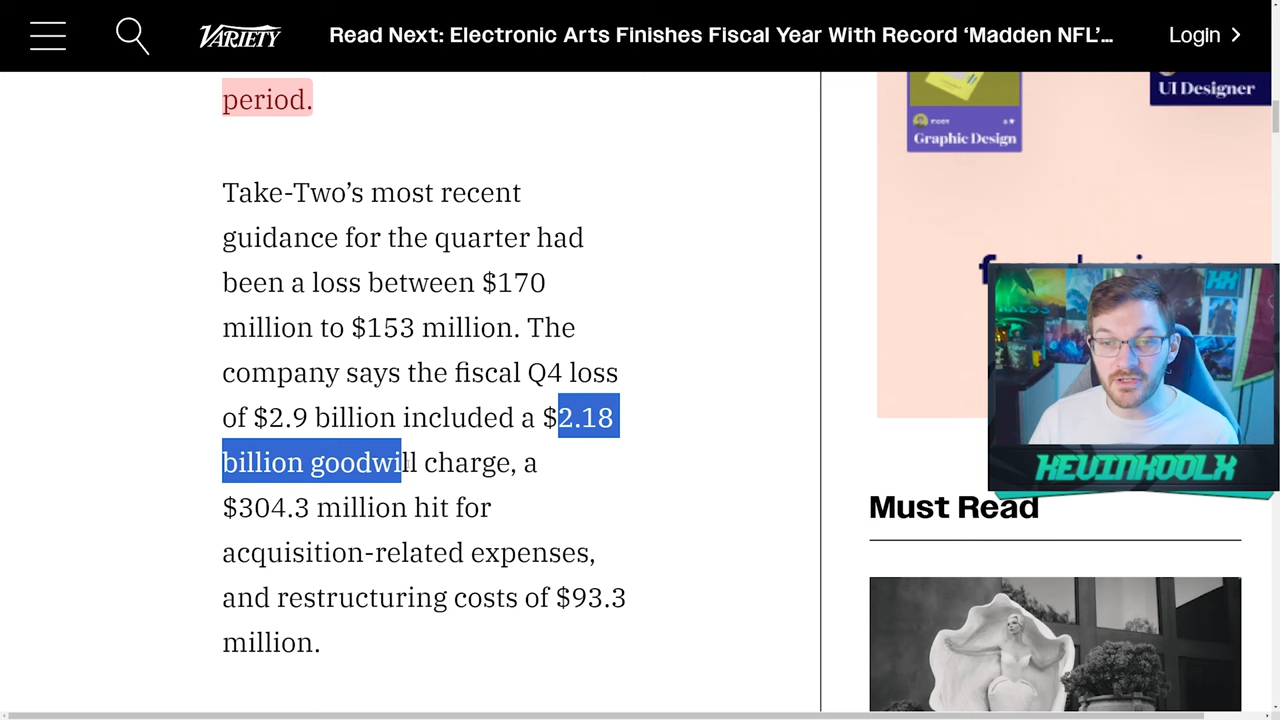 VARIETY
Read Next: Electronic Arts Finishes Fiscal Year With Record ‘Madden NFL’...
Login
period.
Take-Two’s most recent
guidance for the quarter had
been a loss between $170
million to $153 million. The
company says the fiscal Q4 loss
of $2.9 billion included a $2.18
billion goodwill charge, a
$304.3 million hit for
acquisition-related expenses,
and restructuring costs of $93.3
million.
UI Designer
Graphic Design
KEVINKOOLX
Must Read